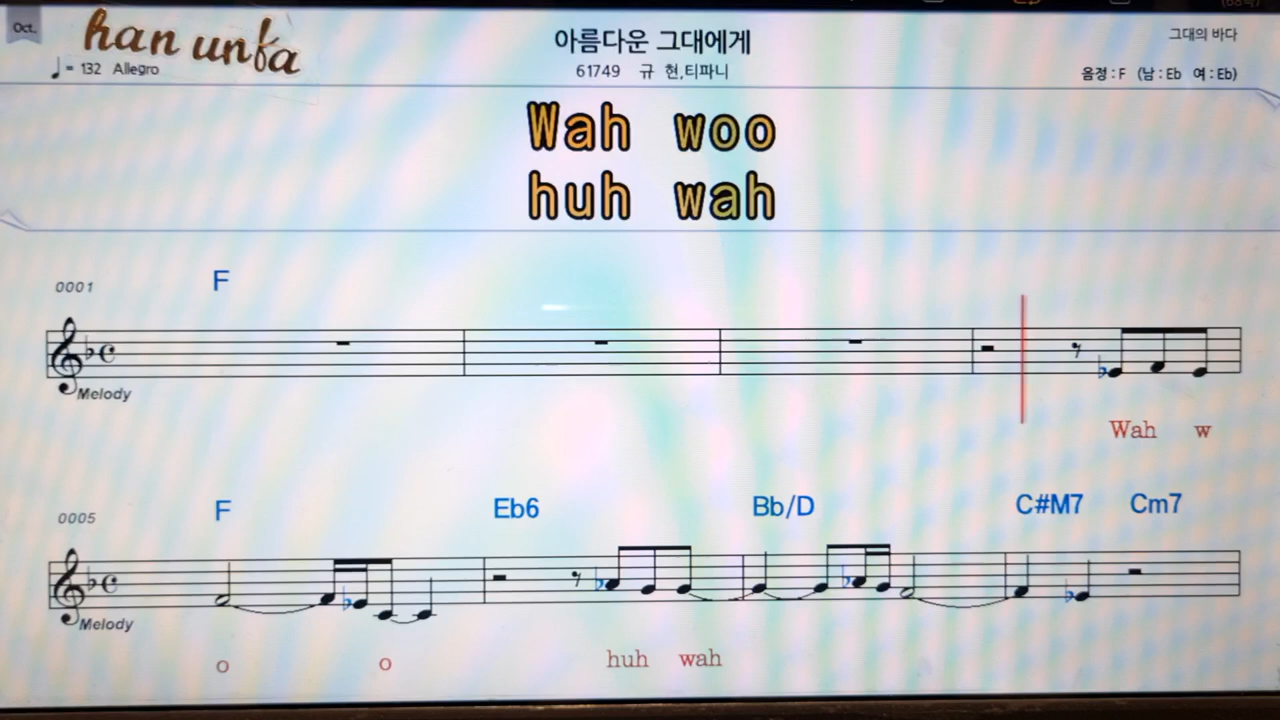 Oct.
han unfa
아름다운 그대에게
그대의 바다
♩= 132 Allegro
61749 규 현,티파니
음정 : F (남 : Eb 여 : Eb)
Wah woo
huh wah
0001
F
Melody
Wah w
0005
F Eb6 Bb/D C#M7 Cm7
Melody
o o huh wah